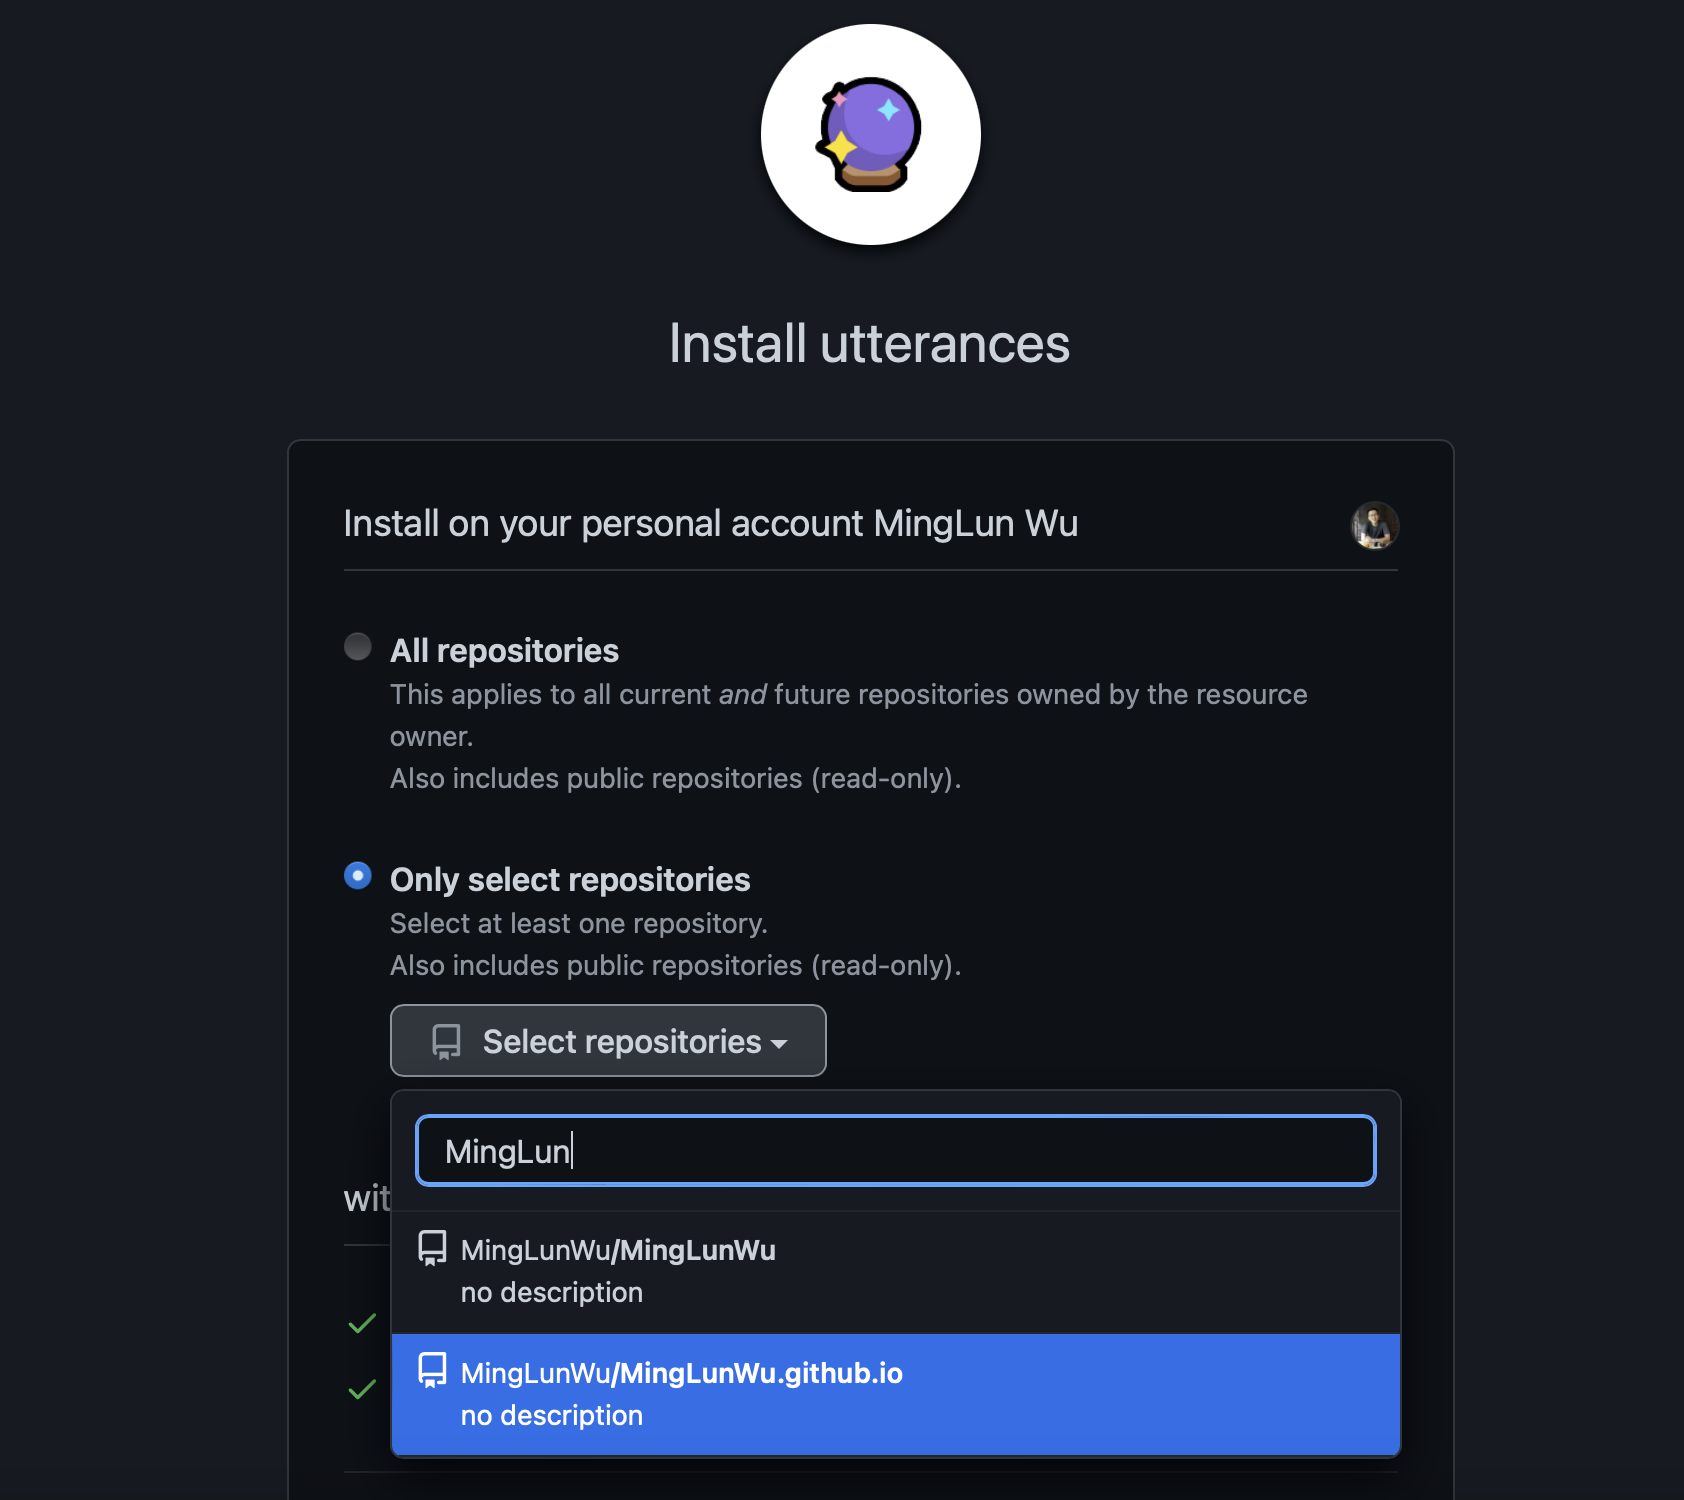 Install utterances
Install on your personal account MingLun Wu
All repositories
This applies to all current and future repositories owned by the resource
owner.
Also includes public repositories (read-only).
Only select repositories
Select at least one repository.
Also includes public repositories (read-only).
Select repositories
MingLun
wit
MingLunWu/MingLunWu
no description
MingLunWu/MingLunWu.github.io
no description